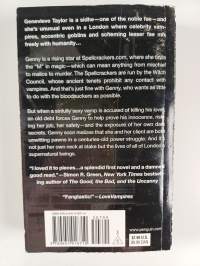 Genevieve Taylor is a sidhe—one of the noble fae—and
she's uneven in a London where celebrity vam-
pires, eccentric goblins and scheming lesser fae mix
freely with humanity...
Genny is a rising star at Spellcrackers.com, where she
the "M" in magic—which can mean anything from mischief
to malice to murder. The Spellcrackers are run by the Witch
Council, whose ancient tenets prohibit any contact with
vampires. And that's just fine with Genny, who wants little
to do with the bloodsuckers as possible.
But when a sinfully sexy vamp is accused of killing his lover,
an old debt forces Genny to help prove his innocence, risk-
ing her job, her safety—and the exposure of her own dark
secrets. Genny soon realizes that she and her client are both
unwitting pawns in a centuries-old power struggle. And it's
not just her own neck at stake but the lives of all of London's
supernatural beings.
"I loved it to pieces...a splendid first novel and a damned
good read." —Simon R. Green, New York Times bestsell-
ing author of The Good, the Bad, and the Uncanny
"Fangtastic!" —LoveVampires
www.penguin.com